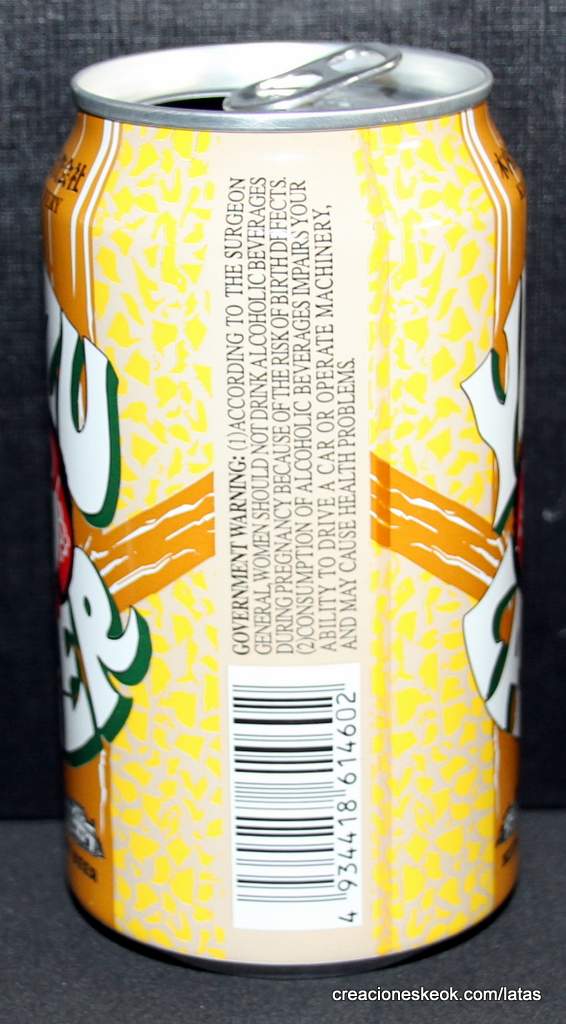 GOVERNMENT WARNING: (1)ACCORDING TO THE SURGEON
GENERAL WOMEN SHOULD NOT DRINK ALCOHOLIC BEVERAGES
DURING PREGNANCY BECAUSE OF THE RISK OF BIRTH DEFECTS.
(2)CONSUMPTION OF ALCOHOLIC BEVERAGES IMPAIRS YOUR
ABILITY TO DRIVE A CAR OR OPERATE MACHINERY,
AND MAY CAUSE HEALTH PROBLEMS.
4 934418 614602
creacioneskeok.com/latas